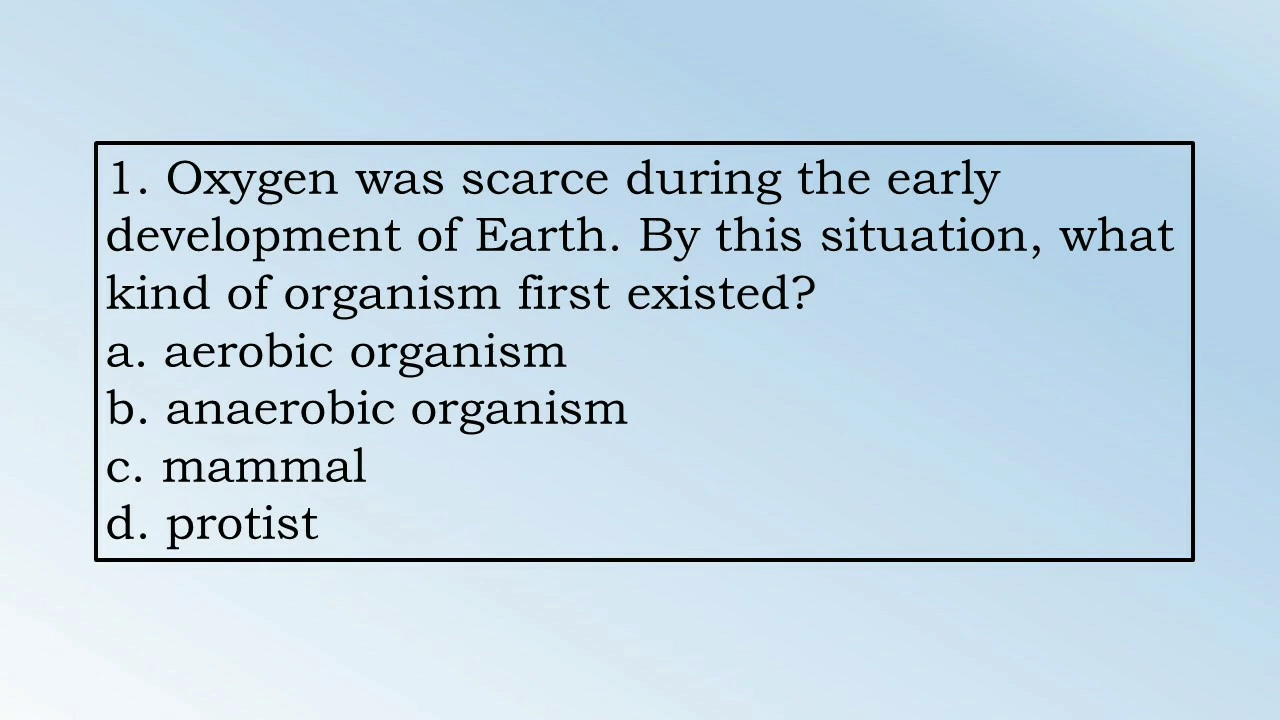 1. Oxygen was scarce during the early
development of Earth. By this situation, what
kind of organism first existed?
a. aerobic organism
b. anaerobic organism
c. mammal
d. protist